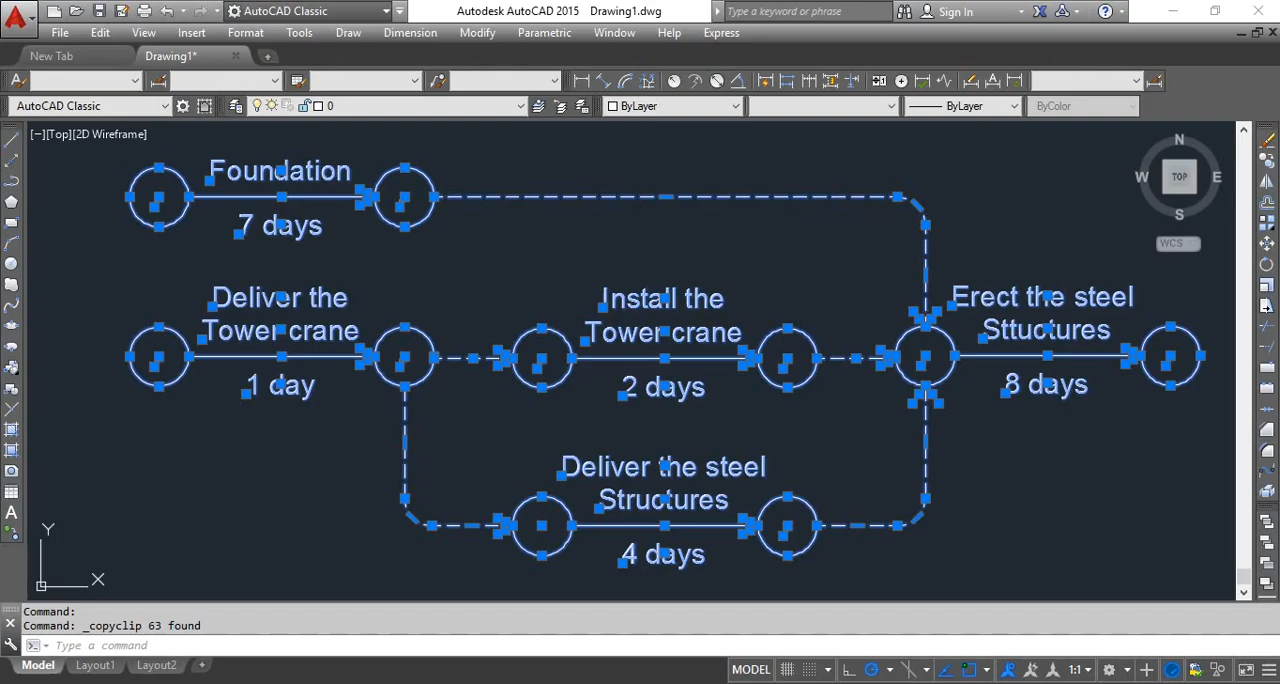 AutoCAD Classic
Autodesk AutoCAD 2015 Drawing1.dwg
Type a keyword or phrase
Sign In
File Edit View Insert Format Tools Draw Dimension Modify Parametric Window Help Express
New Tab
Drawing1*
AutoCAD Classic
0
ByLayer
ByLayer
ByColor
[−][Top][2D Wireframe]
N
W TOP E
S
WCS
Foundation
7 days
Deliver the
Tower crane
1 day
Install the
Tower crane
2 days
Erect the steel
Sttuctures
8 days
Deliver the steel
Structures
4 days
Y
X
Command:
Command: _copyclip 63 found
Type a command
Model Layout1 Layout2
MODEL
1:1